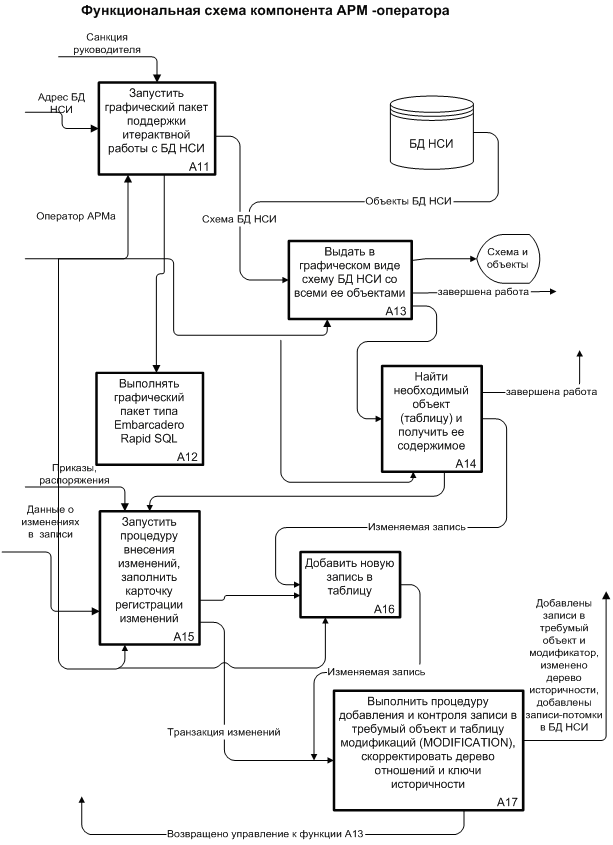 Функциональная схема компонента АРМ -оператора
Санкция
руководителя
Адрес БД
НСИ
Запустить
графический пакет
поддержки
итерактвной
работы с БД НСИ
А11
БД НСИ
Оператор АРМа
Схема БД НСИ
Объекты БД НСИ
Выдать в
графическом виде
схему БД НСИ со
всеми ее объектами
А13
Схема и
объекты
завершена работа
Выполнять
графический
пакет типа
Embarcadero
Rapid SQL
А12
Найти
необходимый
объект
(таблицу) и
получить ее
содержимое
А14
завершена работа
Приказы,
распоряжения
Данные о
изменениях
в записи
Запустить
процедуру
внесения
изменений,
заполнить
карточку
регистрации
изменений
А15
Изменяемая запись
Добавить новую
запись в
таблицу
А16
Добавлены
записи в
требумый
объект и
модификатор,
изменено
дерево
историчности,
добавлены
записи-потомки
в БД НСИ
Изменяемая запись
Транзакция изменений
Выполнить процедуру
добавления и контроля записи в
требумый объект и таблицу
модификаций (MODIFICATION),
скорректировать дерево
отношений и ключи
историчности
А17
Возвращено управление к функции А13